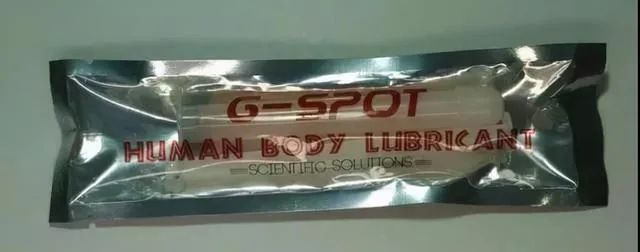 G-SPOT
HUMAN BODY LUBRICANT
SCIENTIFIC SOLUTIONS